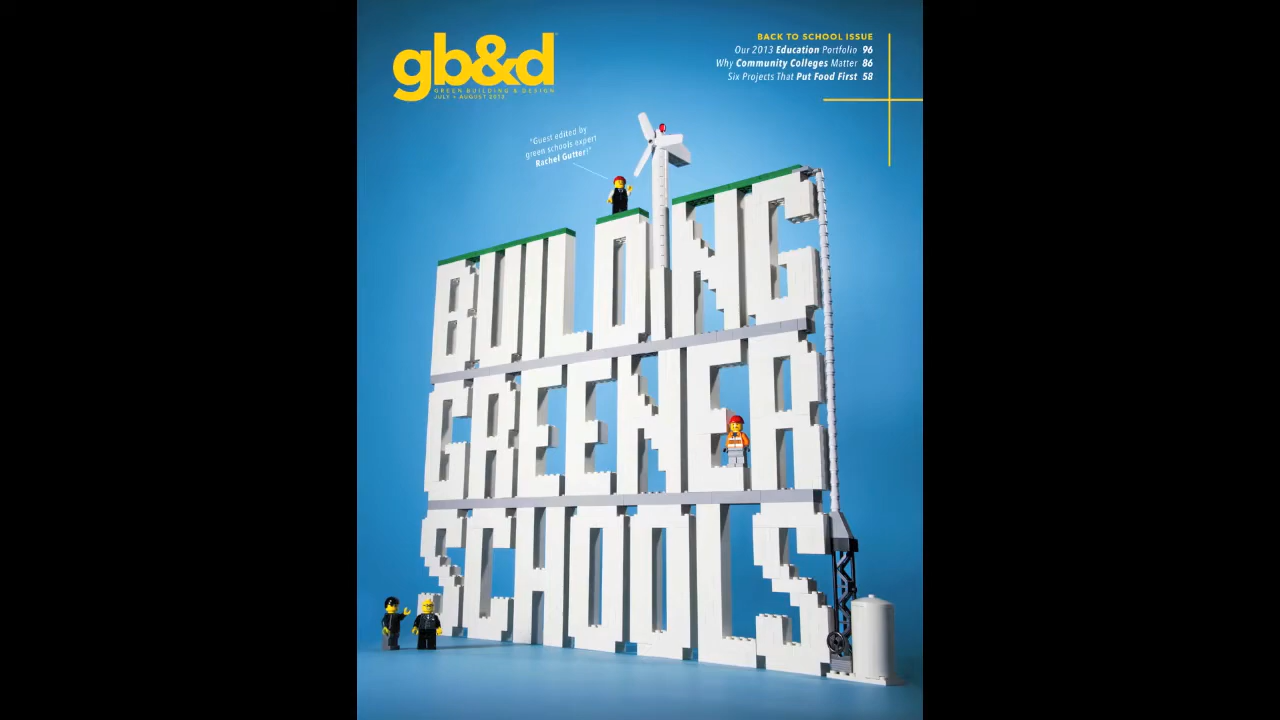 gb&d
GREEN BUILDING & DESIGN
JULY + AUGUST 2013
BACK TO SCHOOL ISSUE
Our 2013 Education Portfolio 96
Why Community Colleges Matter 86
Six Projects That Put Food First 58
"Guest edited by
green schools expert
Rachel Gutter!"
BUILDING
GREENER
SCHOOLS